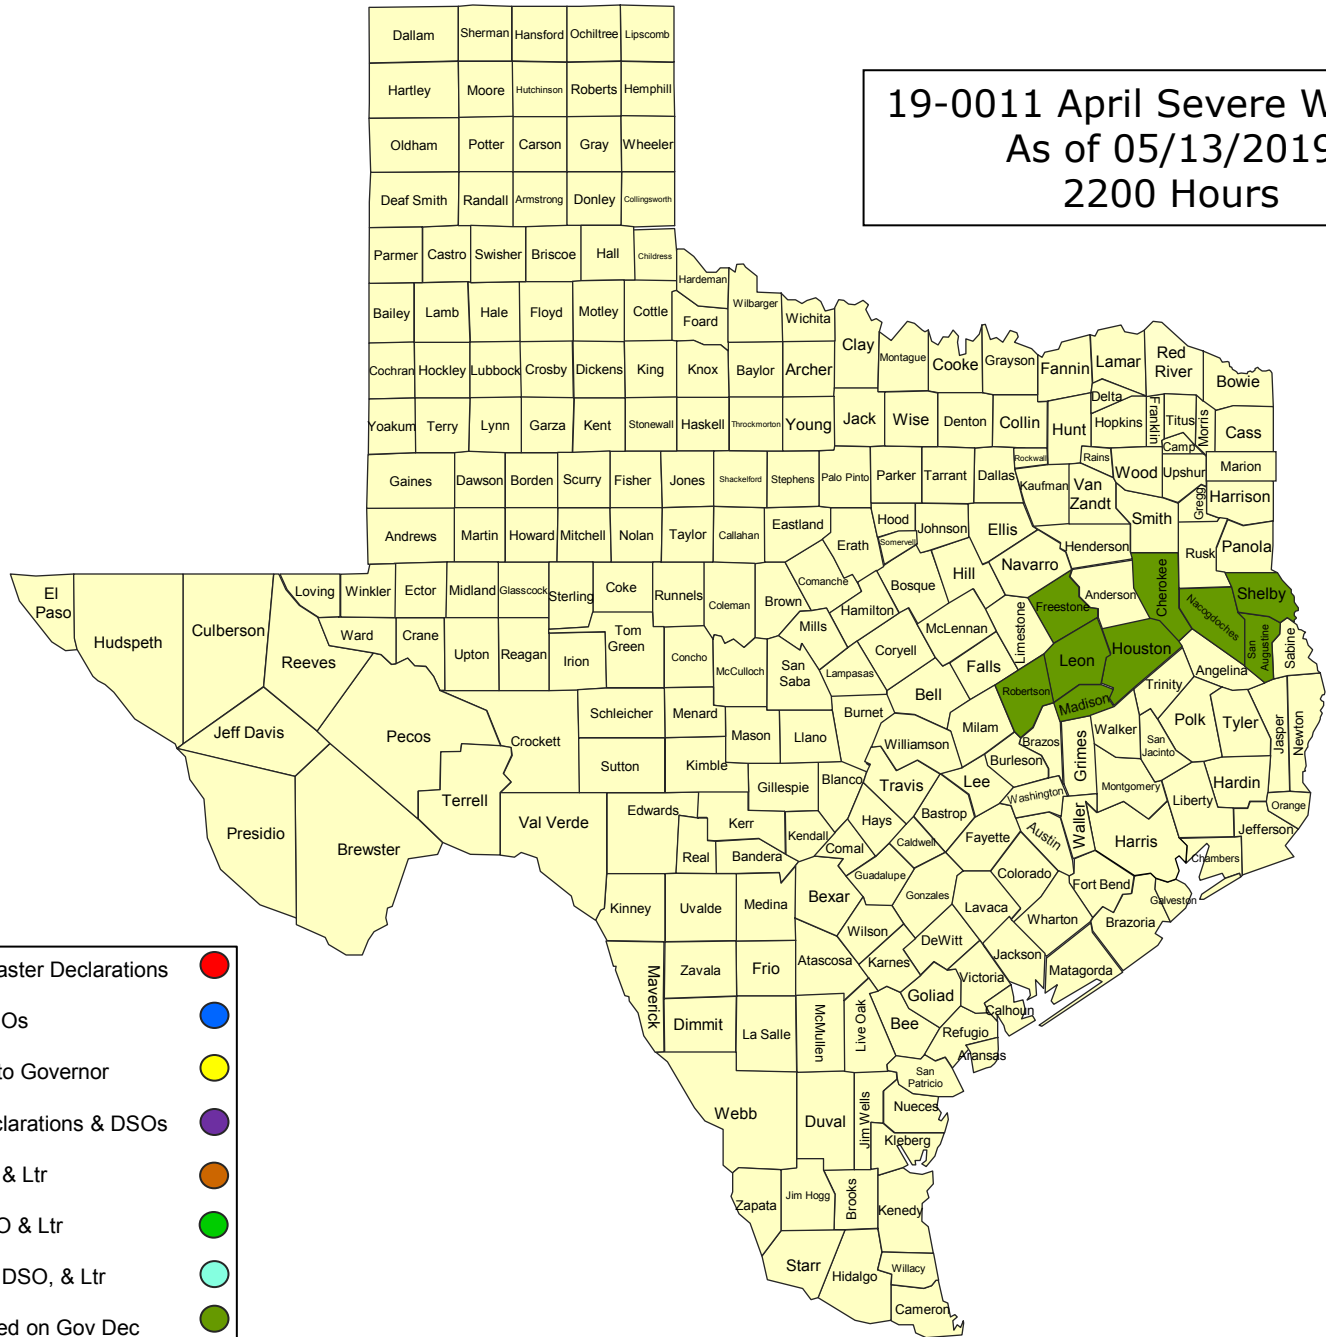 Dallam Sherman Hansford Ochiltree Lipscomb
Hartley Moore Hutchinson Roberts Hemphill
19-0011 April Severe W
As of 05/13/2019
2200 Hours
Oldham Potter Carson Gray Wheeler
Deaf Smith Randall Armstrong Donley Collingsworth
Parmer Castro Swisher Briscoe Hall Childress
Hardeman
Wilbarger
Bailey Lamb Hale Floyd Motley Cottle Foard Wichita
Clay Montague Cooke Grayson Fannin Lamar Red River Bowie
Cochran Hockley Lubbock Crosby Dickens King Knox Baylor Archer
Delta
Yoakum Terry Lynn Garza Kent Stonewall Haskell Throckmorton Young Jack Wise Denton Collin Hunt Hopkins Franklin Titus Morris Cass
Camp
Rockwall Rains Wood Upshur Marion
Gaines Dawson Borden Scurry Fisher Jones Shackelford Stephens Palo Pinto Parker Tarrant Dallas Kaufman Van Zandt Gregg Harrison
Andrews Martin Howard Mitchell Nolan Taylor Callahan Eastland Erath Hood Somervell Johnson Ellis Henderson Smith Rusk Panola
El Paso Hudspeth Culberson Loving Winkler Ector Midland Glasscock Sterling Coke Runnels Coleman Brown Comanche Hamilton Bosque Hill Navarro Freestone Anderson Cherokee Nacogdoches Shelby
Reeves Ward Crane Upton Reagan Irion Tom Green Concho McCulloch San Saba Mills Lampasas Coryell McLennan Limestone Falls Leon Houston Angelina San Augustine Sabine
Jeff Davis Pecos Crockett Schleicher Menard Mason Llano Burnet Bell Milam Robertson Madison Trinity Walker San Jacinto Polk Tyler Jasper Newton
Sutton Kimble Gillespie Blanco Williamson Travis Lee Burleson Brazos Grimes Washington Montgomery Liberty Hardin Orange
Presidio Brewster Terrell Val Verde Edwards Kerr Real Bandera Kendall Comal Hays Caldwell Bastrop Fayette Austin Waller Harris Jefferson Chambers
Kinney Uvalde Medina Bexar Guadalupe Gonzales Lavaca Colorado Fort Bend Wharton Brazoria Galveston
Maverick Zavala Frio Atascosa Wilson Karnes DeWitt Jackson Matagorda
Victoria
Goliad
Calhoun
Dimmit La Salle McMullen Live Oak Bee Refugio
Aransas
San Patricio
Webb Duval Jim Wells Nueces
Kleberg
Zapata Jim Hogg Brooks Kenedy
Starr Hidalgo Willacy
Cameron
aster Declarations
Os
to Governor
clarations & DSOs
& Ltr
O & Ltr
DSO, & Ltr
ed on Gov Dec